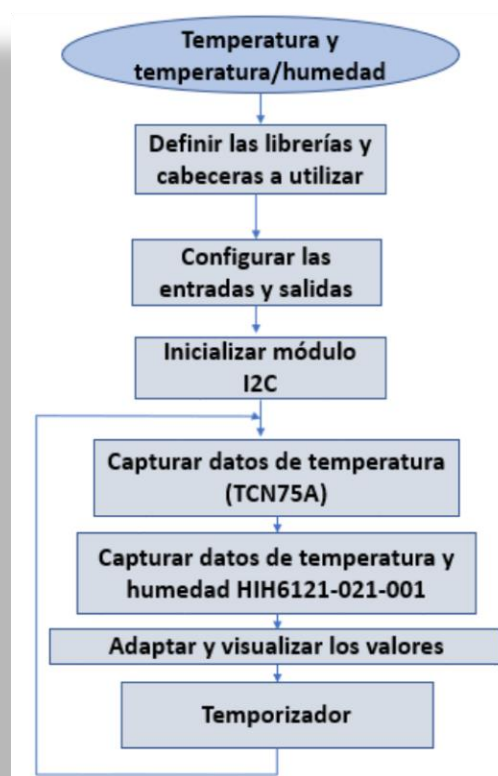 Temperatura y
temperatura/humedad
Definir las librerías y
cabeceras a utilizar
Configurar las
entradas y salidas
Inicializar módulo
I2C
Capturar datos de temperatura
(TCN75A)
Capturar datos de temperatura y
humedad HIH6121-021-001
Adaptar y visualizar los valores
Temporizador